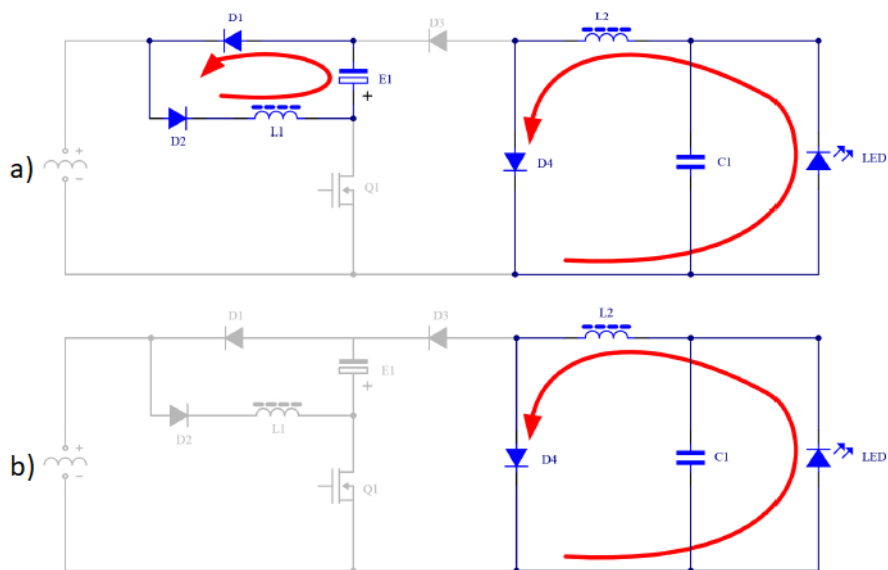 D1
D3
L2
E1
+
D2
L1
+
a)
−
Q1
D4
C1
LED
D1
D3
L2
E1
+
D2
L1
+
b)
−
Q1
D4
C1
LED